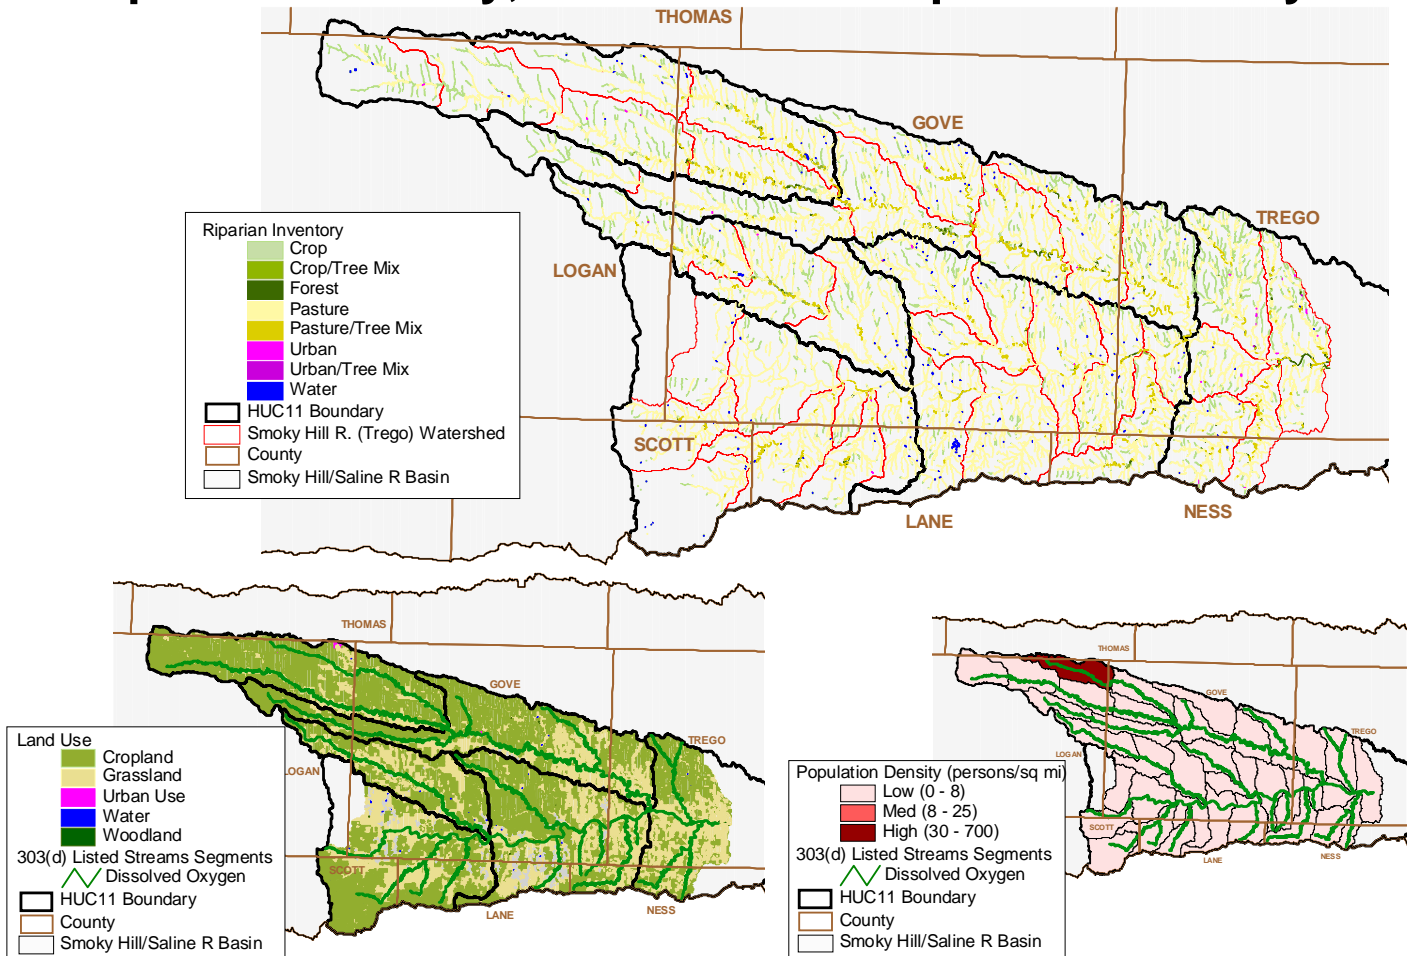 THOMAS
GOVE
TREGO
LOGAN
SCOTT
LANE
NESS
Riparian Inventory
Crop
Crop/Tree Mix
Forest
Pasture
Pasture/Tree Mix
Urban
Urban/Tree Mix
Water
HUC11 Boundary
Smoky Hill R. (Trego) Watershed
County
Smoky Hill/Saline R Basin
THOMAS
GOVE
TREGO
OGAN
SCOTT
LANE
NESS
Land Use
Cropland
Grassland
Urban Use
Water
Woodland
303(d) Listed Streams Segments
Dissolved Oxygen
HUC11 Boundary
County
Smoky Hill/Saline R Basin
THOMAS
GOVE
TREGO
LOGAN
SCOTT
LANE
NESS
Population Density (persons/sq mi)
Low (0 - 8)
Med (8 - 25)
High (30 - 700)
303(d) Listed Streams Segments
Dissolved Oxygen
HUC11 Boundary
County
Smoky Hill/Saline R Basin